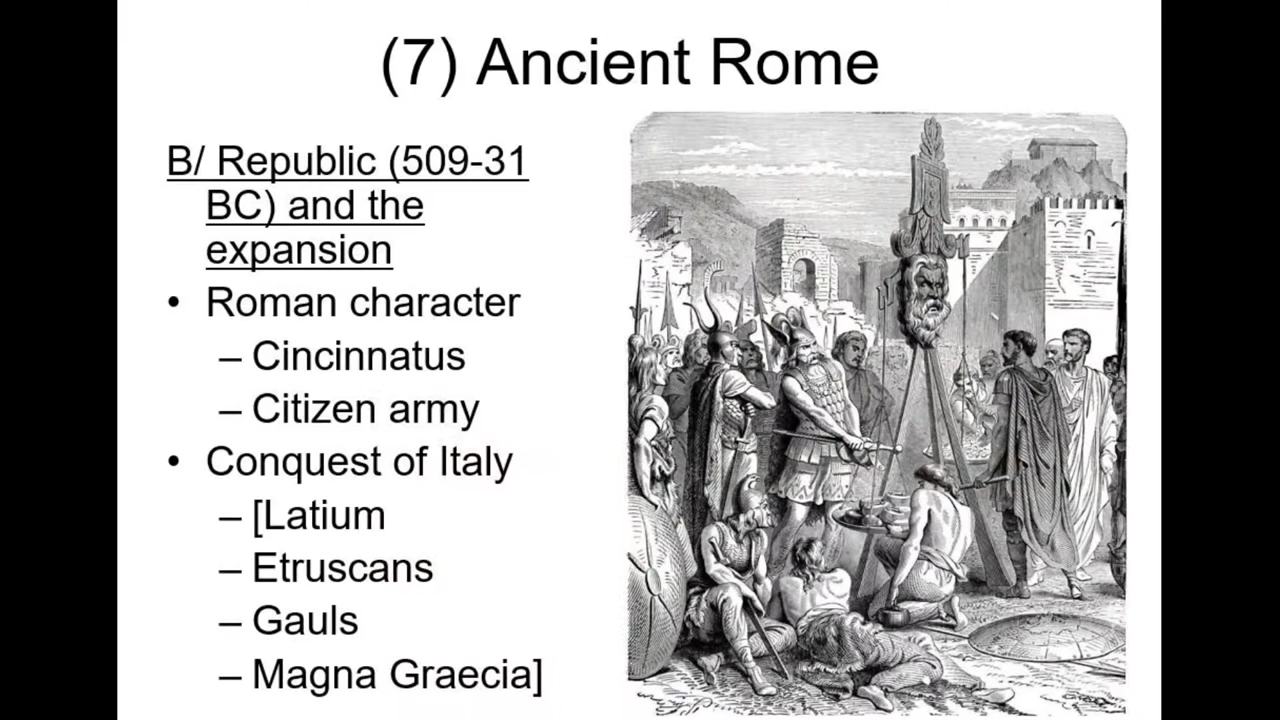 (7) Ancient Rome
B/ Republic (509-31
BC) and the
expansion
• Roman character
– Cincinnatus
– Citizen army
• Conquest of Italy
– [Latium
– Etruscans
– Gauls
– Magna Graecia]